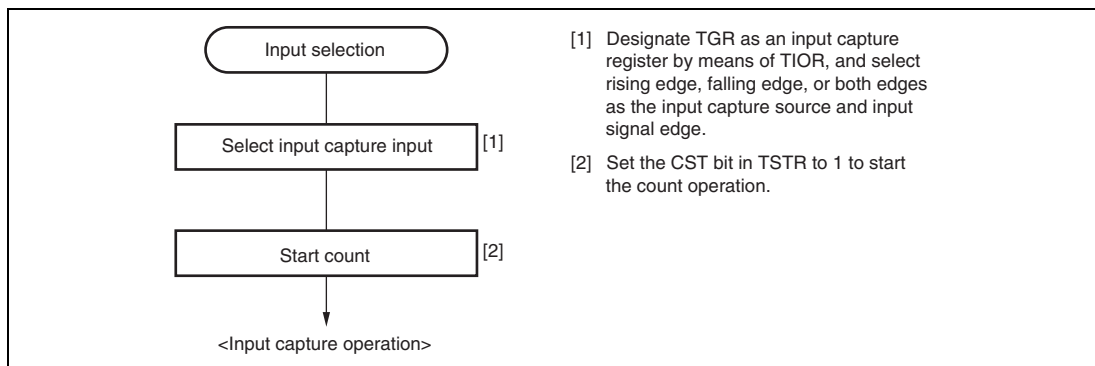 Input selection
Select input capture input
[1]
Start count
[2]
<Input capture operation>
[1] Designate TGR as an input capture
register by means of TIOR, and select
rising edge, falling edge, or both edges
as the input capture source and input
signal edge.
[2] Set the CST bit in TSTR to 1 to start
the count operation.